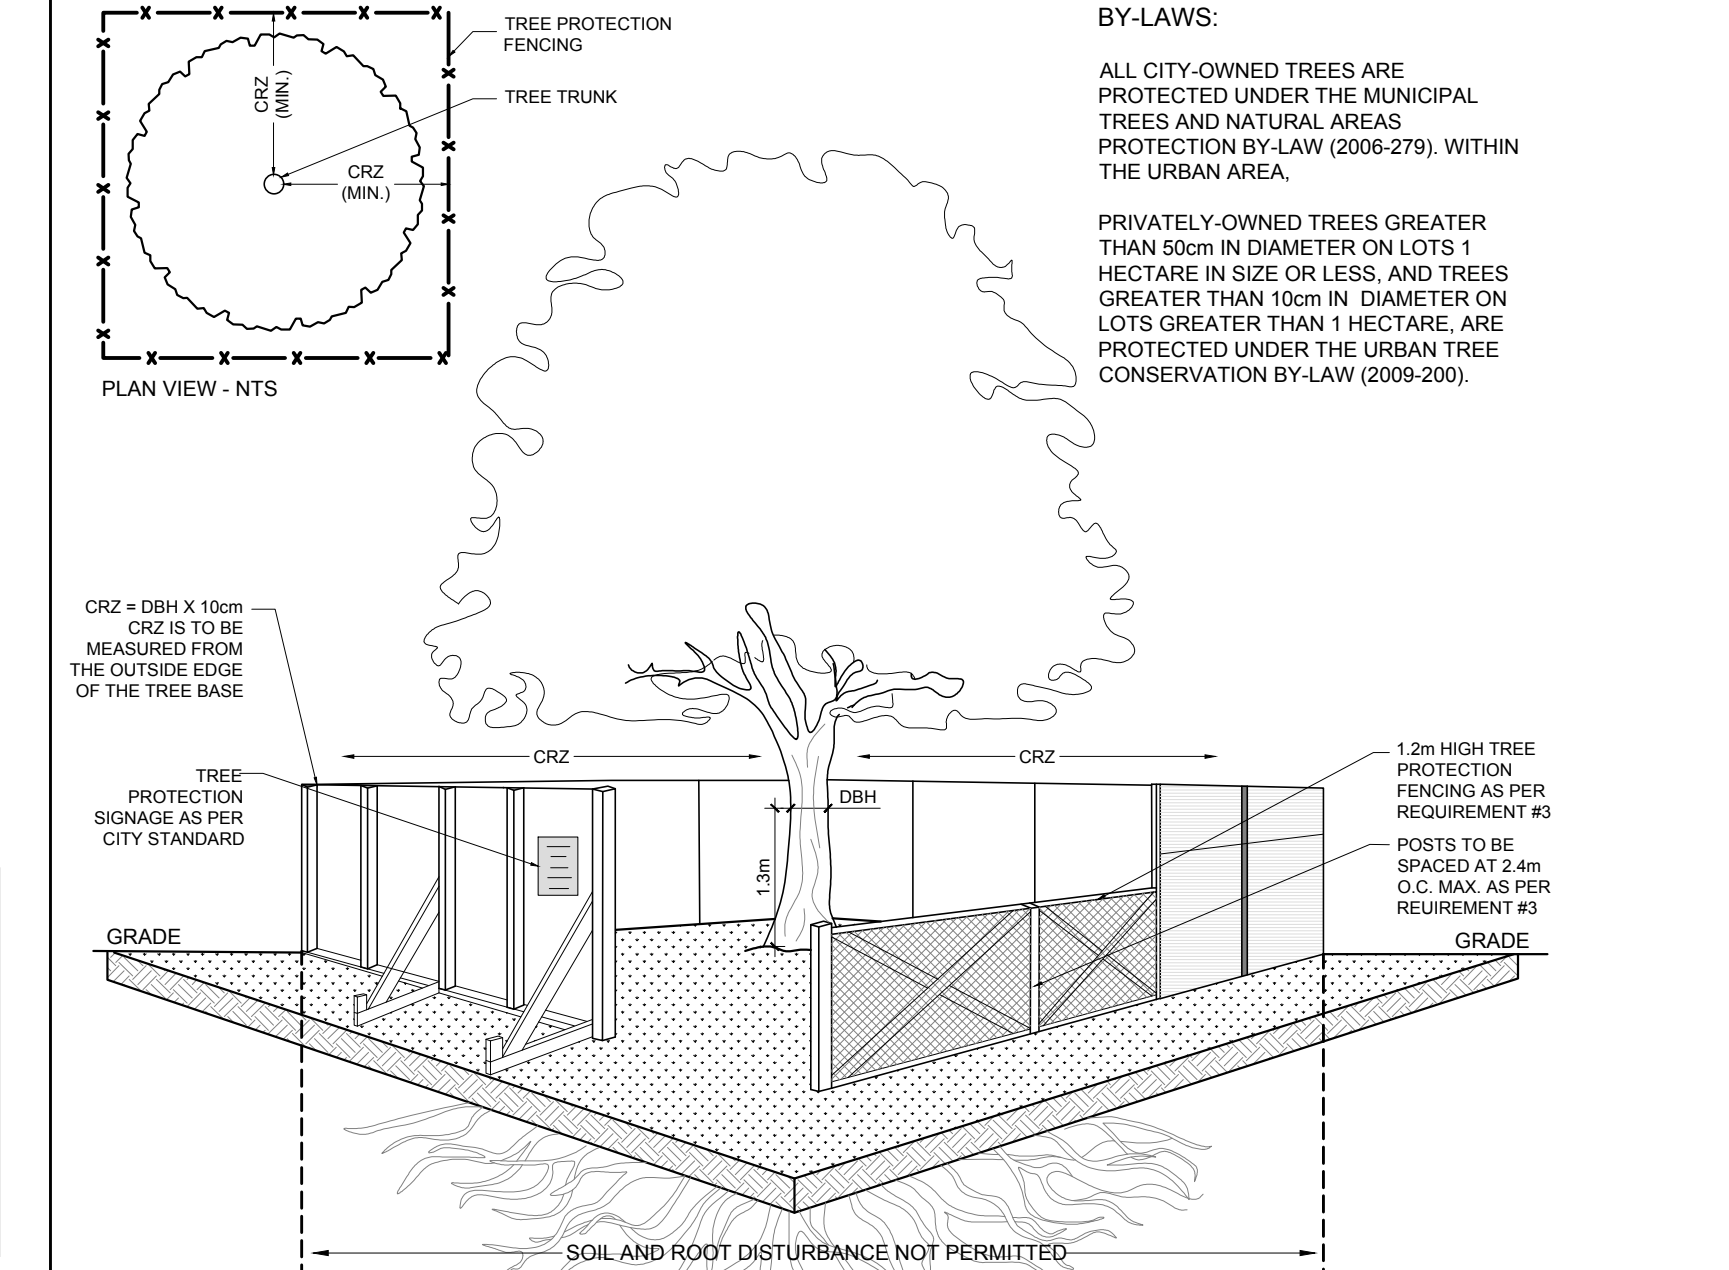 TREE PROTECTION
FENCING
CRZ
(MIN.)
TREE TRUNK
CRZ
(MIN.)
PLAN VIEW - NTS
BY-LAWS:
ALL CITY-OWNED TREES ARE
PROTECTED UNDER THE MUNICIPAL
TREES AND NATURAL AREAS
PROTECTION BY-LAW (2006-279). WITHIN
THE URBAN AREA,
PRIVATELY-OWNED TREES GREATER
THAN 50cm IN DIAMETER ON LOTS 1
HECTARE IN SIZE OR LESS, AND TREES
GREATER THAN 10cm IN DIAMETER ON
LOTS GREATER THAN 1 HECTARE, ARE
PROTECTED UNDER THE URBAN TREE
CONSERVATION BY-LAW (2009-200).
CRZ = DBH X 10cm
CRZ IS TO BE
MEASURED FROM
THE OUTSIDE EDGE
OF THE TREE BASE
CRZ
CRZ
TREE
PROTECTION
SIGNAGE AS PER
CITY STANDARD
DBH
1.3m
1.2m HIGH TREE
PROTECTION
FENCING AS PER
REQUIREMENT #3
POSTS TO BE
SPACED AT 2.4m
O.C. MAX. AS PER
REUIREMENT #3
GRADE
GRADE
SOIL AND ROOT DISTURBANCE NOT PERMITTED